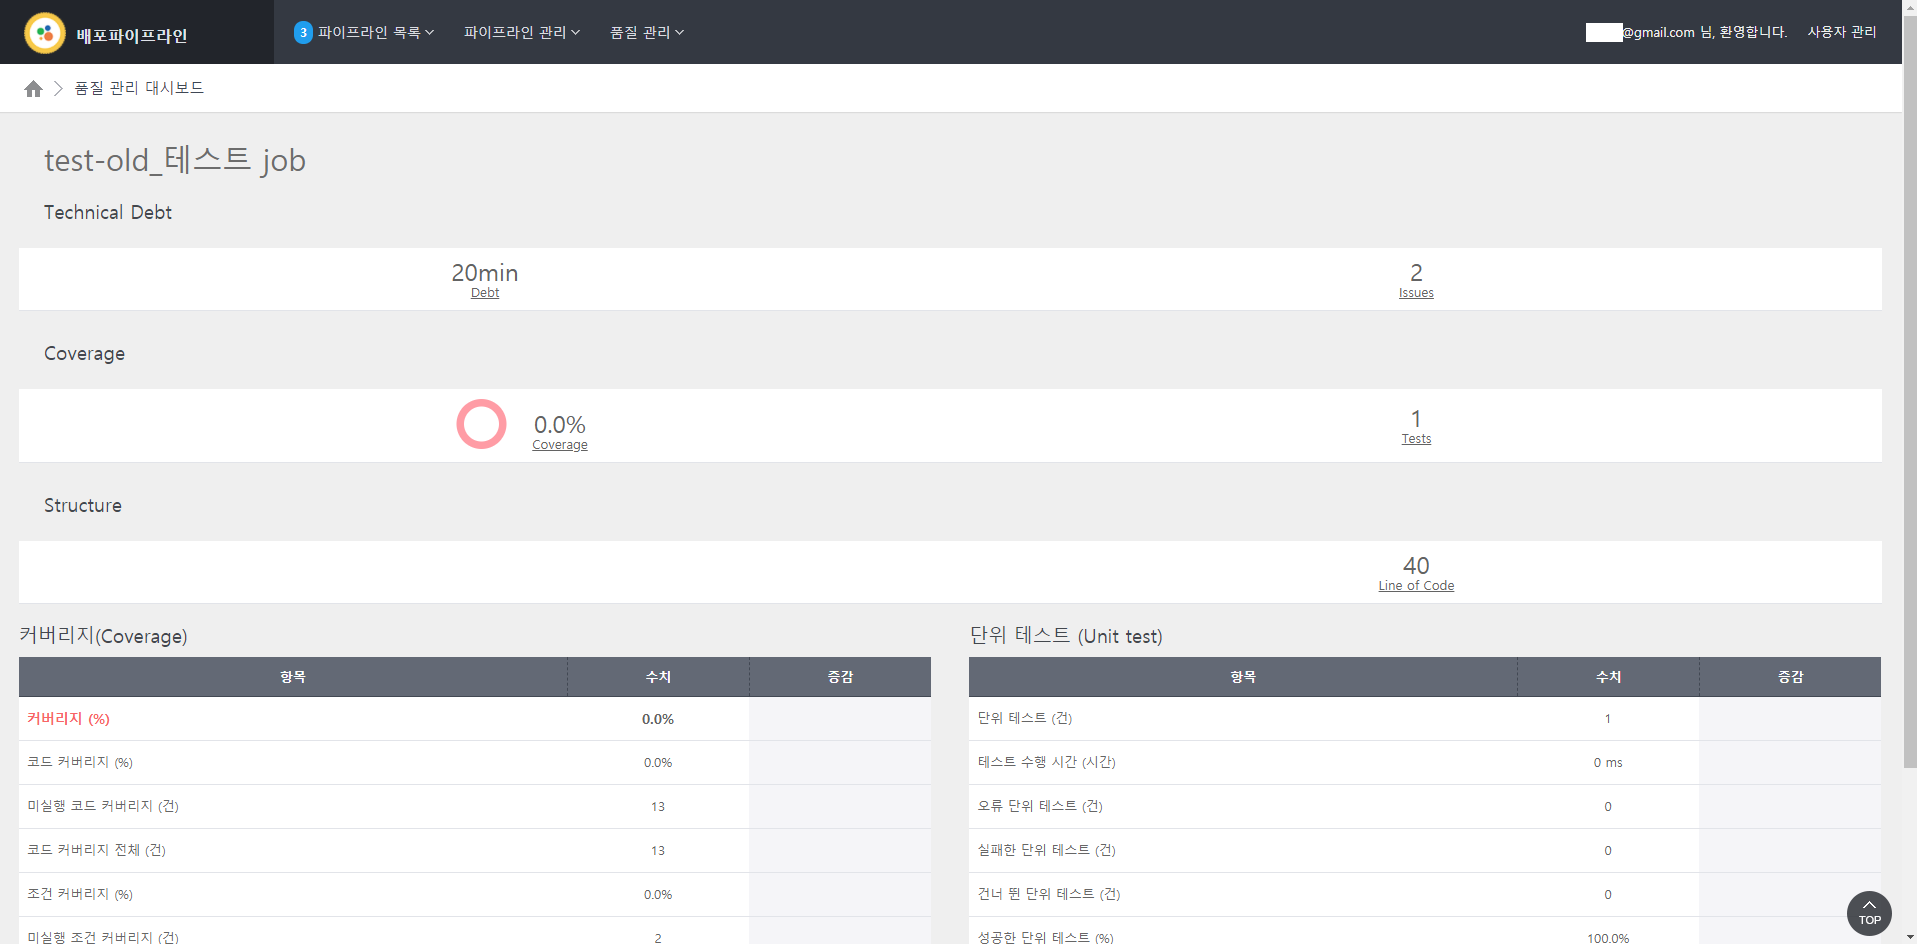 배포파이프라인
3 파이프라인 목록
파이프라인 관리
품질 관리
@gmail.com 님, 환영합니다.
사용자 관리
품질 관리 대시보드
test-old_테스트 job
Technical Debt
20min
Debt
2
Issues
Coverage
0.0%
Coverage
1
Tests
Structure
40
Line of Code
커버리지(Coverage)
항목 수치 증감
커버리지 (%) 0.0%
코드 커버리지 (%) 0.0%
미실행 코드 커버리지 (건) 13
코드 커버리지 전체 (건) 13
조건 커버리지 (%) 0.0%
미실행 조건 커버리지 (건) 2
단위 테스트 (Unit test)
항목 수치 증감
단위 테스트 (건) 1
테스트 수행 시간 (시간) 0 ms
오류 단위 테스트 (건) 0
실패한 단위 테스트 (건) 0
건너 뛴 단위 테스트 (건) 0
성공한 단위 테스트 (%) 100.0%
TOP